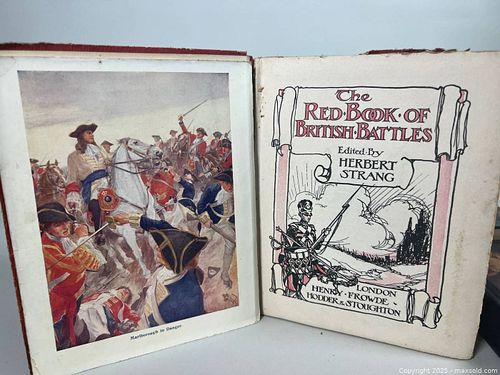 Marlborough in Danger
The
RED·BOOK·OF
BRITISH·BATTLES
Edited·By
HERBERT
STRANG
LONDON
HENRY·FROWDE
HODDER & STOUGHTON
Copyright 2025 - maxsold.com